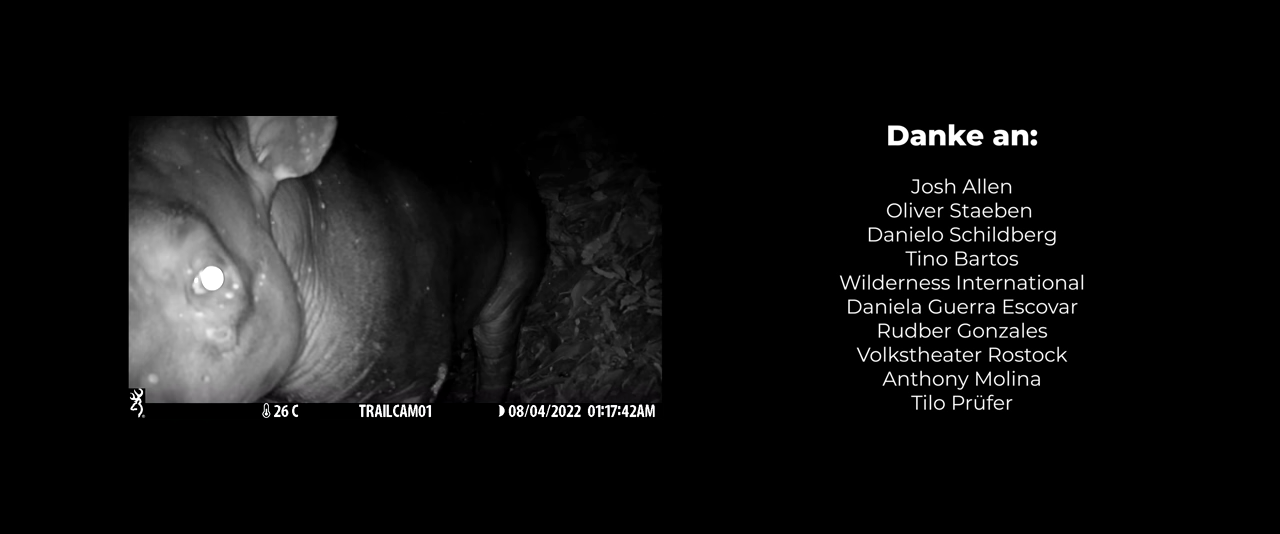 26 C
TRAILCAM01
08/04/2022 01:17:42AM
Danke an:
Josh Allen
Oliver Staeben
Danielo Schildberg
Tino Bartos
Wilderness International
Daniela Guerra Escovar
Rudber Gonzales
Volkstheater Rostock
Anthony Molina
Tilo Prüfer